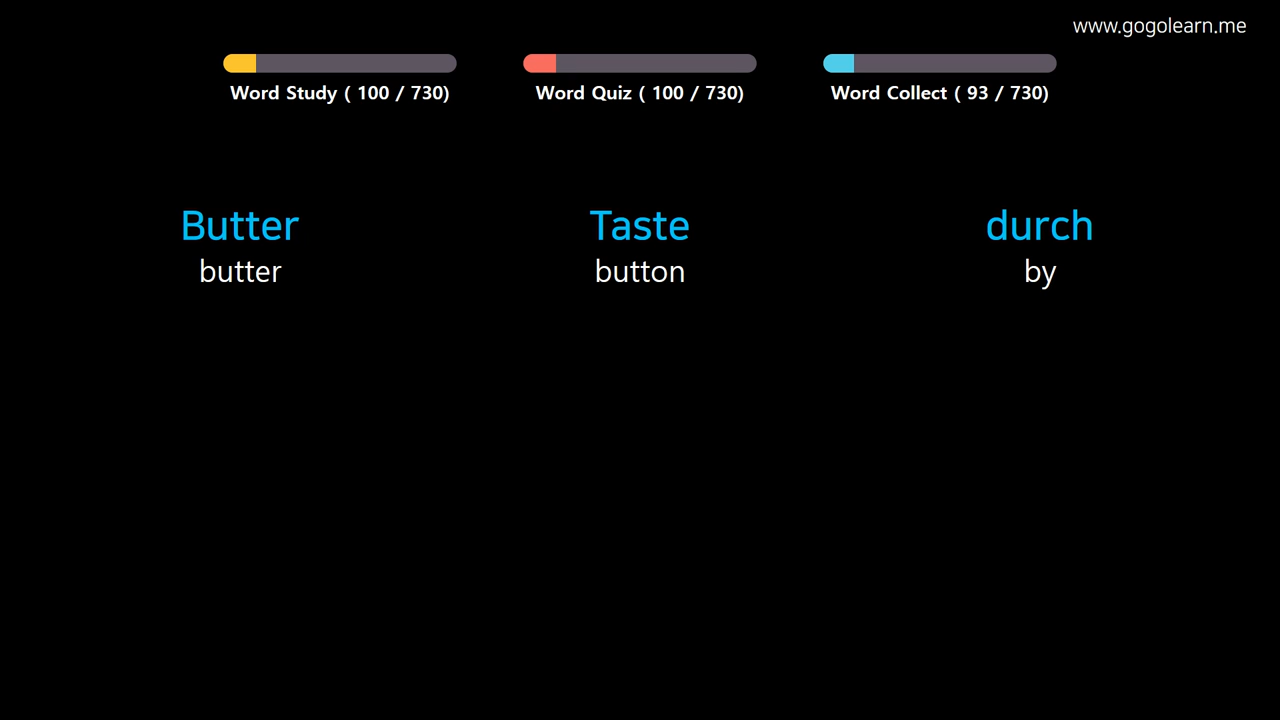 www.gogolearn.me
Word Study ( 100 / 730)
Word Quiz ( 100 / 730)
Word Collect ( 93 / 730)
Butter
butter
Taste
button
durch
by